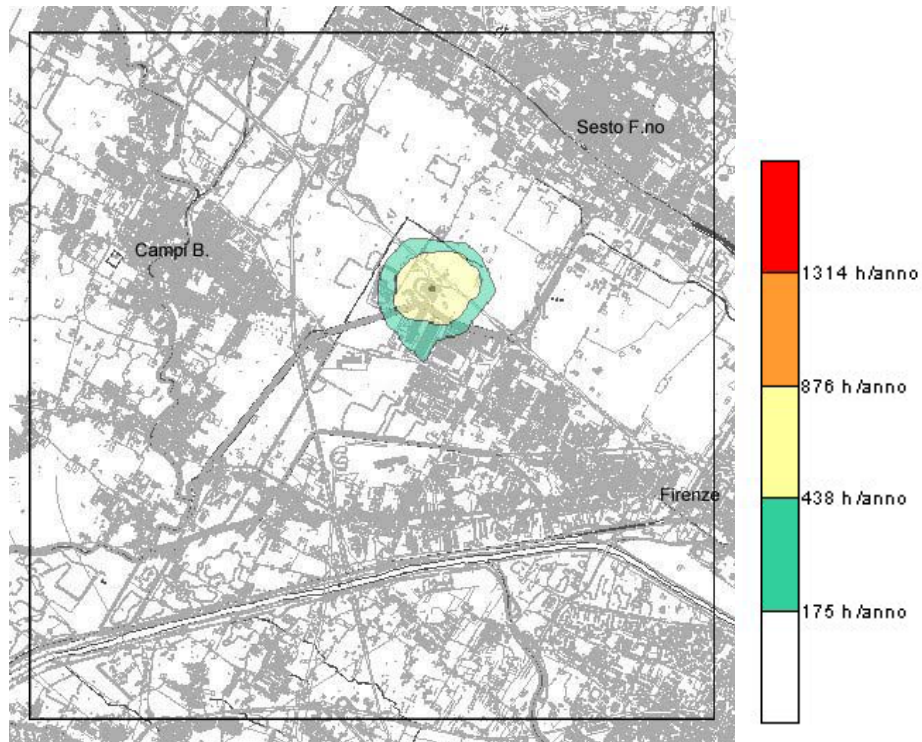 Sesto F.no
Campi B.
Firenze
1314 h/anno
876 h/anno
438 h/anno
175 h/anno